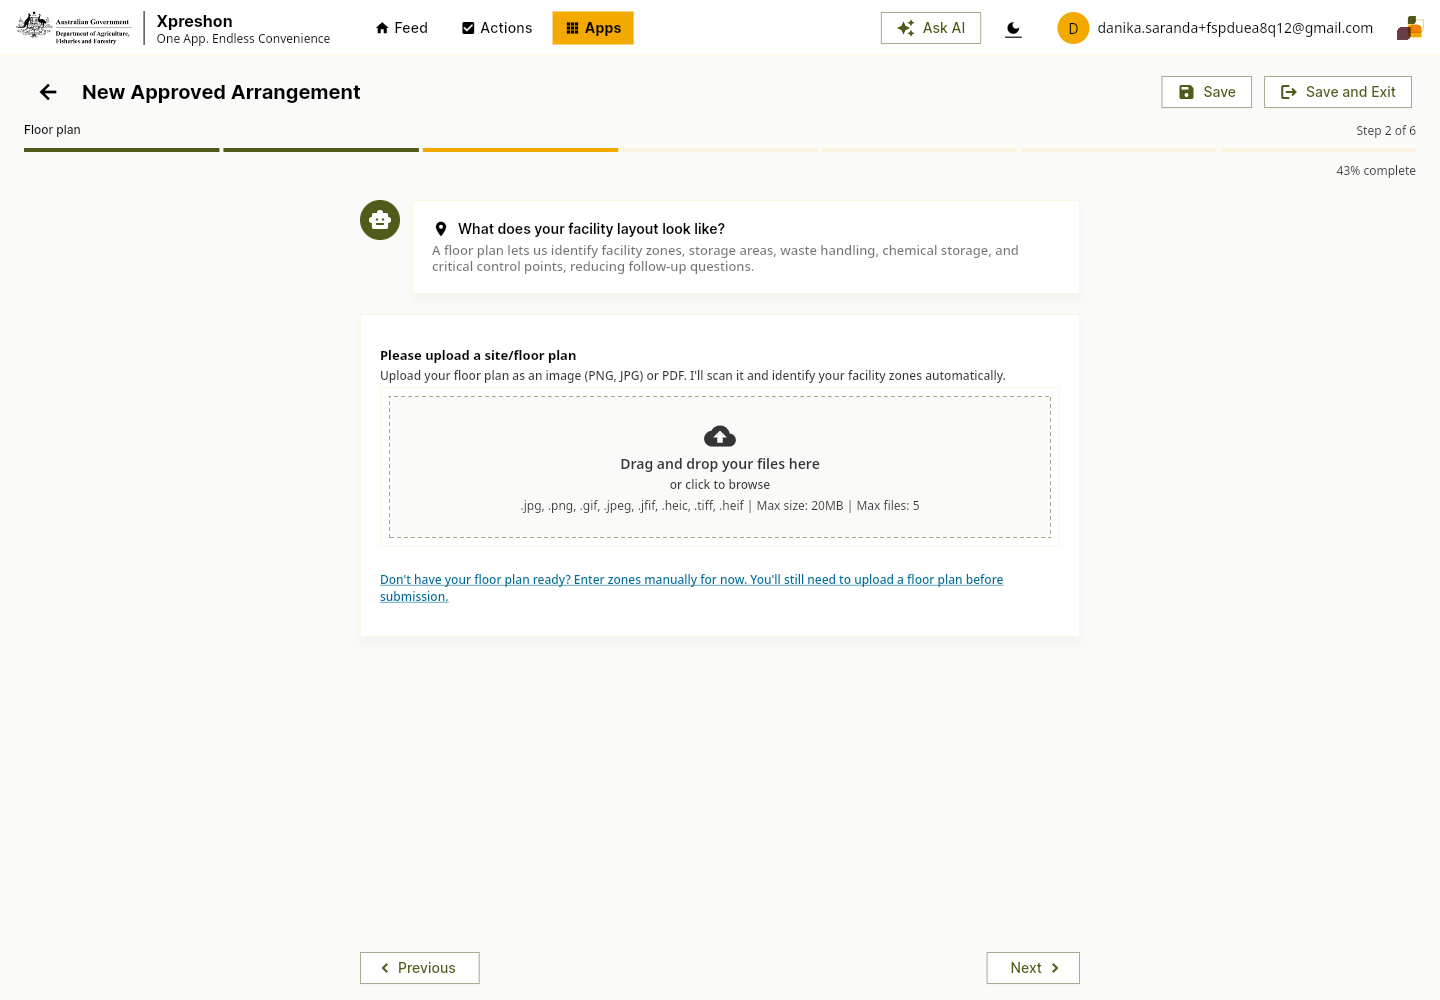 Australian Government
Department of Agriculture,
Fisheries and Forestry
Xpreshon
One App. Endless Convenience
Feed
Actions
Apps
Ask AI
D
danika.saranda+fspduea8q12@gmail.com
New Approved Arrangement
Save
Save and Exit
Floor plan
Step 2 of 6
43% complete
What does your facility layout look like?
A floor plan lets us identify facility zones, storage areas, waste handling, chemical storage, and
critical control points, reducing follow-up questions.
Please upload a site/floor plan
Upload your floor plan as an image (PNG, JPG) or PDF. I'll scan it and identify your facility zones automatically.
Drag and drop your files here
or click to browse
.jpg, .png, .gif, .jpeg, .jfif, .heic, .tiff, .heif | Max size: 20MB | Max files: 5
Don't have your floor plan ready? Enter zones manually for now. You'll still need to upload a floor plan before
submission.
Previous
Next